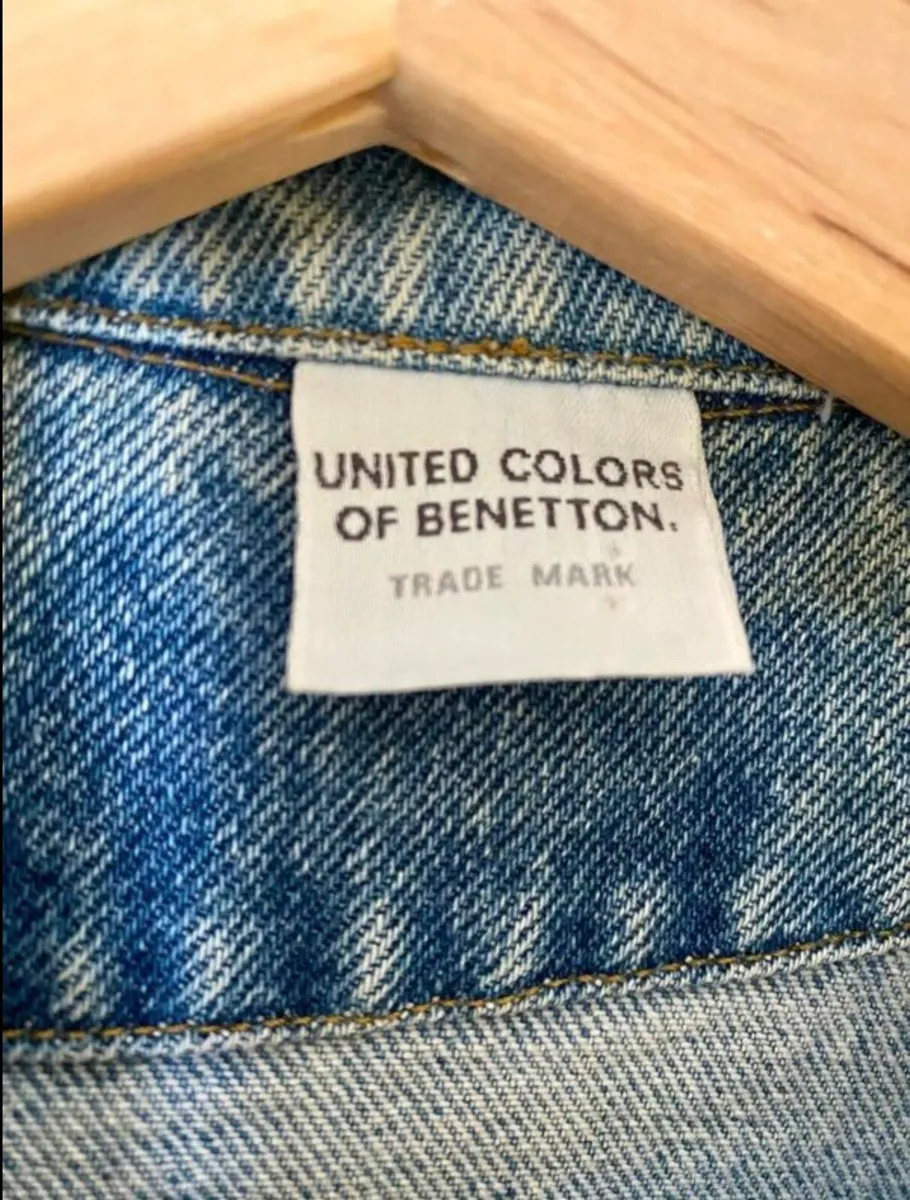 UNITED COLORS
OF BENETTON.
TRADE MARK